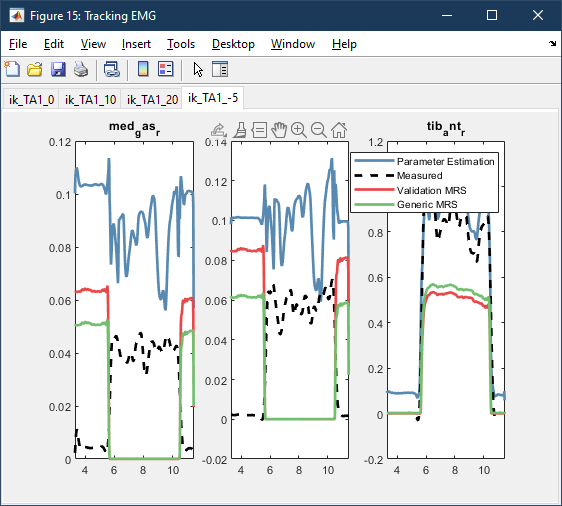 Figure 15: Tracking EMG
File Edit View Insert Tools Desktop Window Help
ik_TA1_0 ik_TA1_10 ik_TA1_20 ik_TA1_-5
med_gas_r tib_ant_r
Parameter Estimation
Measured
Validation MRS
Generic MRS
0.12
0.1
0.08
0.06
0.04
0.02
0
4 6 8 10
0.14
0.12
0.1
0.08
0.06
0.04
0.02
0
-0.02
4 6 8 10
1.2
0.8
0.6
0.4
0.2
0
-0.2
4 6 8 10